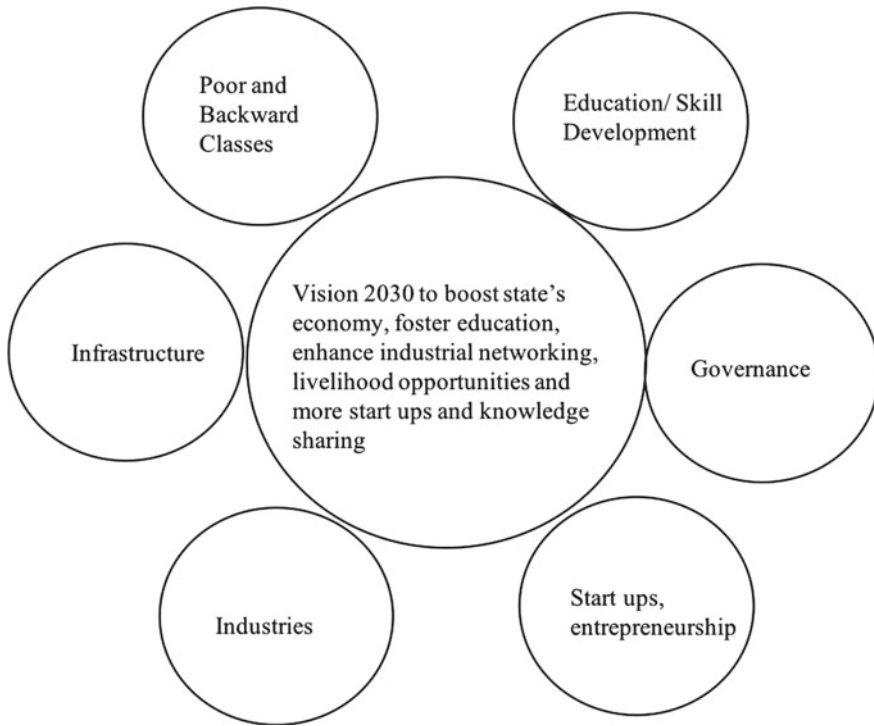 Poor and
Backward
Classes
Education/ Skill
Development
Infrastructure
Vision 2030 to boost state’s
economy, foster education,
enhance industrial networking,
livelihood opportunities and
more start ups and knowledge
sharing
Governance
Industries
Start ups,
entrepreneurship